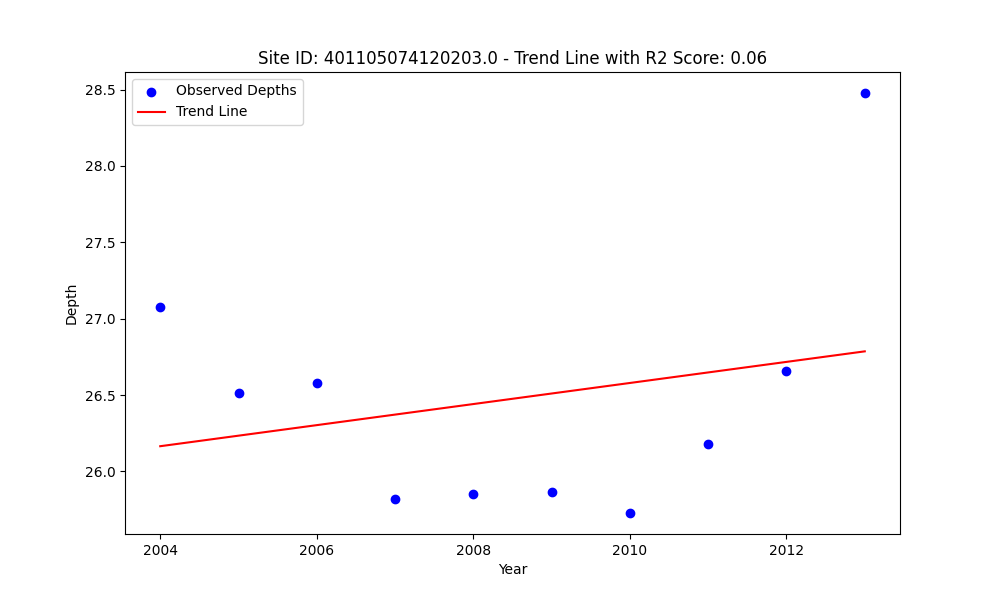 Site ID: 401105074120203.0 - Trend Line with R2 Score: 0.06
Observed Depths
Trend Line
28.5
28.0
27.5
27.0
26.5
26.0
Depth
2004
2006
2008
2010
2012
Year